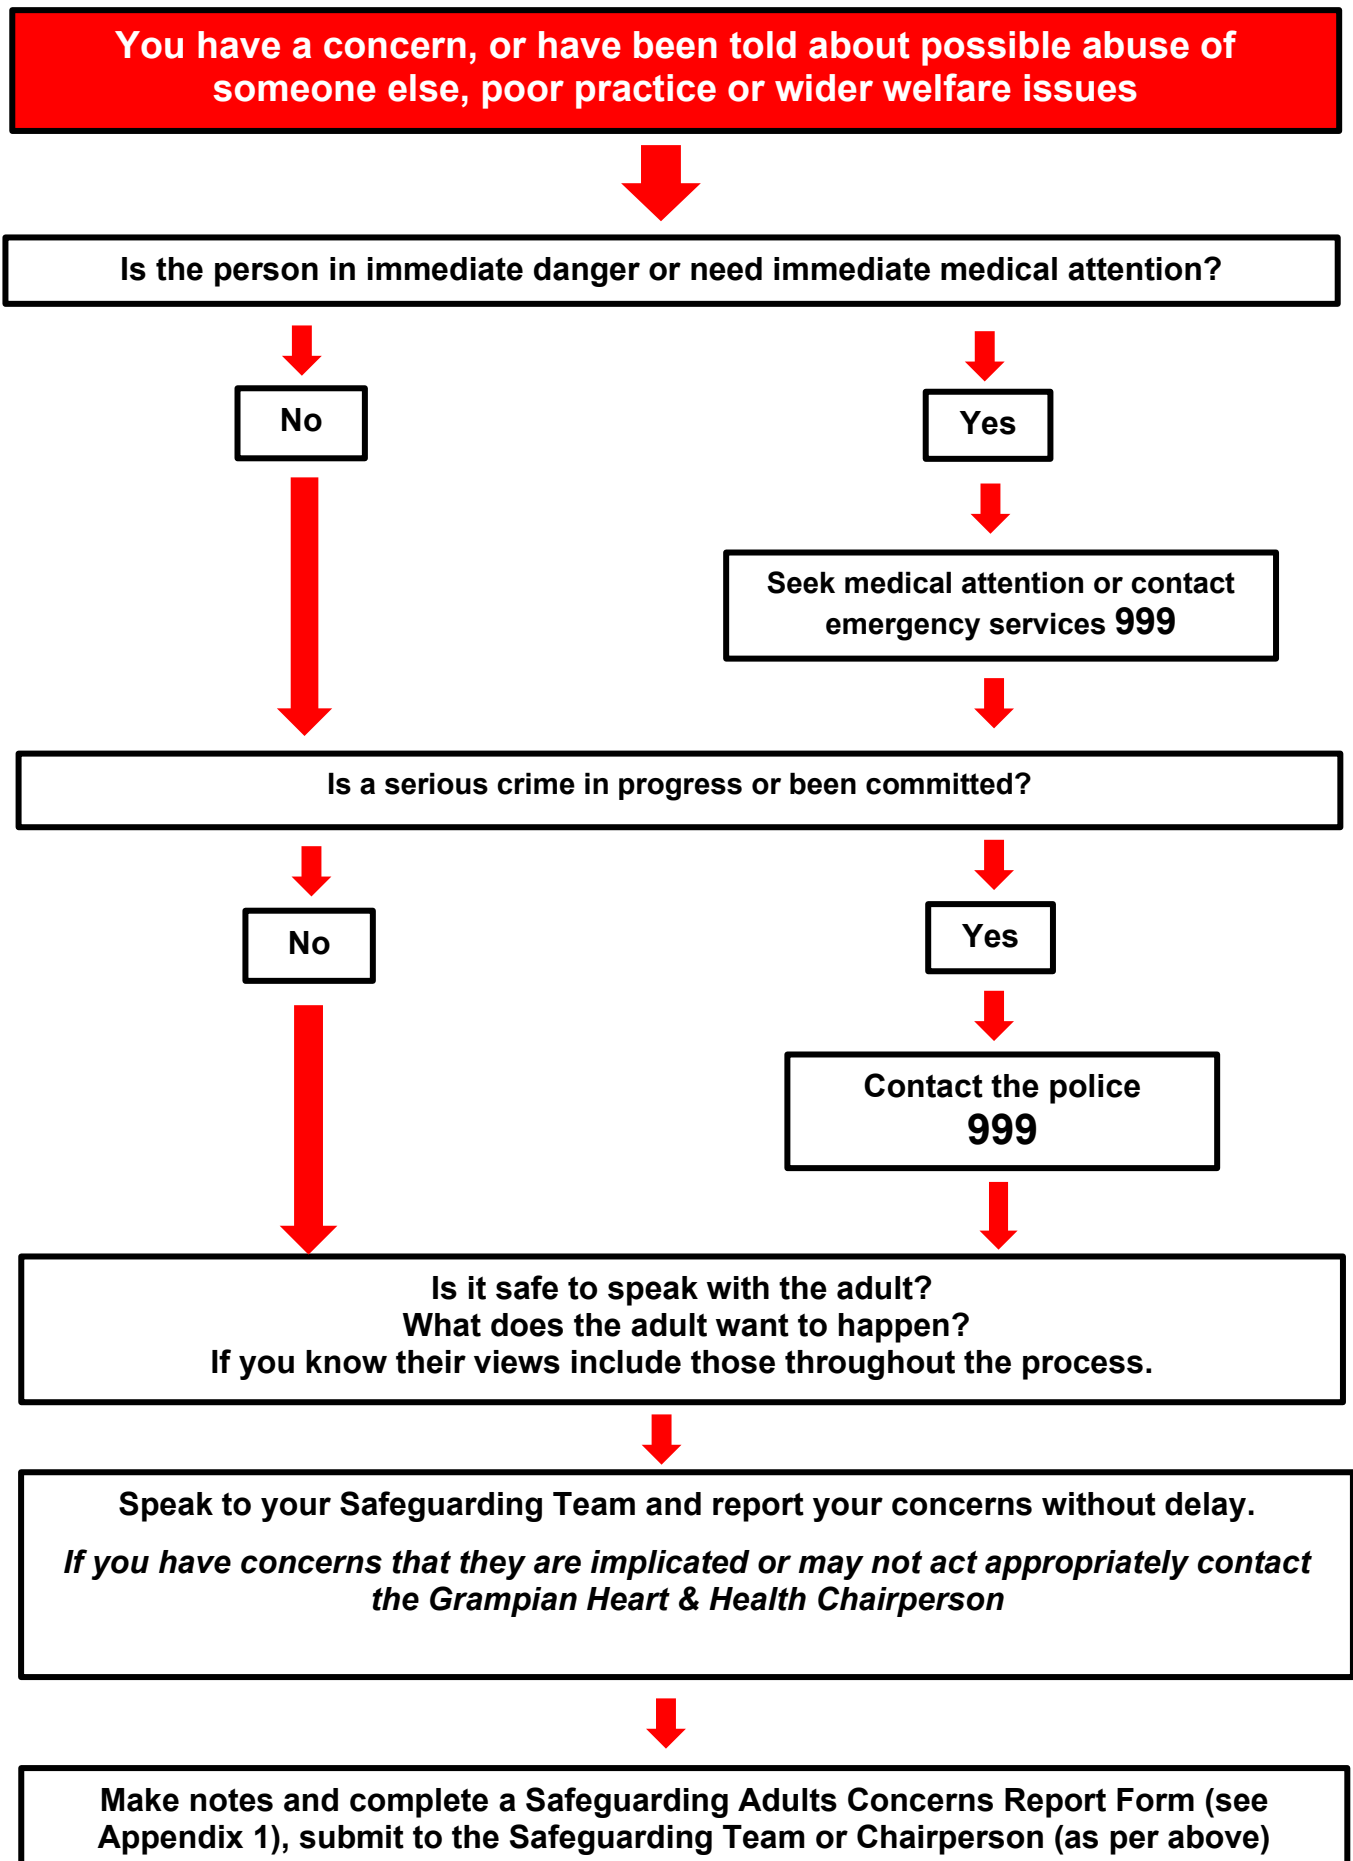 You have a concern, or have been told about possible abuse of
someone else, poor practice or wider welfare issues
Is the person in immediate danger or need immediate medical attention?
No
Yes
Seek medical attention or contact
emergency services 999
Is a serious crime in progress or been committed?
No
Yes
Contact the police
999
Is it safe to speak with the adult?
What does the adult want to happen?
If you know their views include those throughout the process.
Speak to your Safeguarding Team and report your concerns without delay.
If you have concerns that they are implicated or may not act appropriately contact
the Grampian Heart & Health Chairperson
Make notes and complete a Safeguarding Adults Concerns Report Form (see
Appendix 1), submit to the Safeguarding Team or Chairperson (as per above)